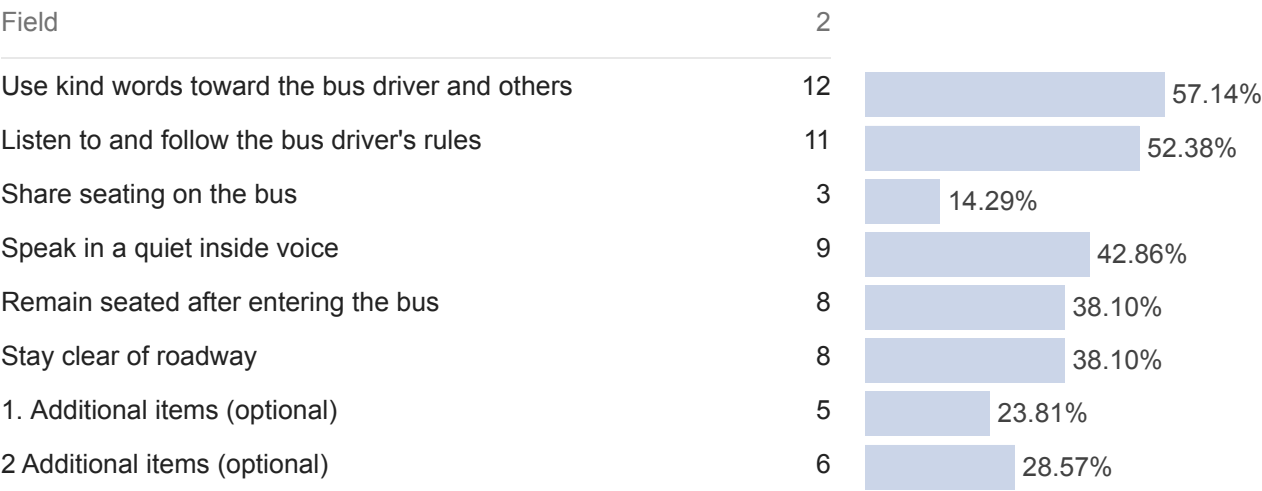 Field 2
Use kind words toward the bus driver and others 12 57.14%
Listen to and follow the bus driver's rules 11 52.38%
Share seating on the bus 3 14.29%
Speak in a quiet inside voice 9 42.86%
Remain seated after entering the bus 8 38.10%
Stay clear of roadway 8 38.10%
1. Additional items (optional) 5 23.81%
2 Additional items (optional) 6 28.57%